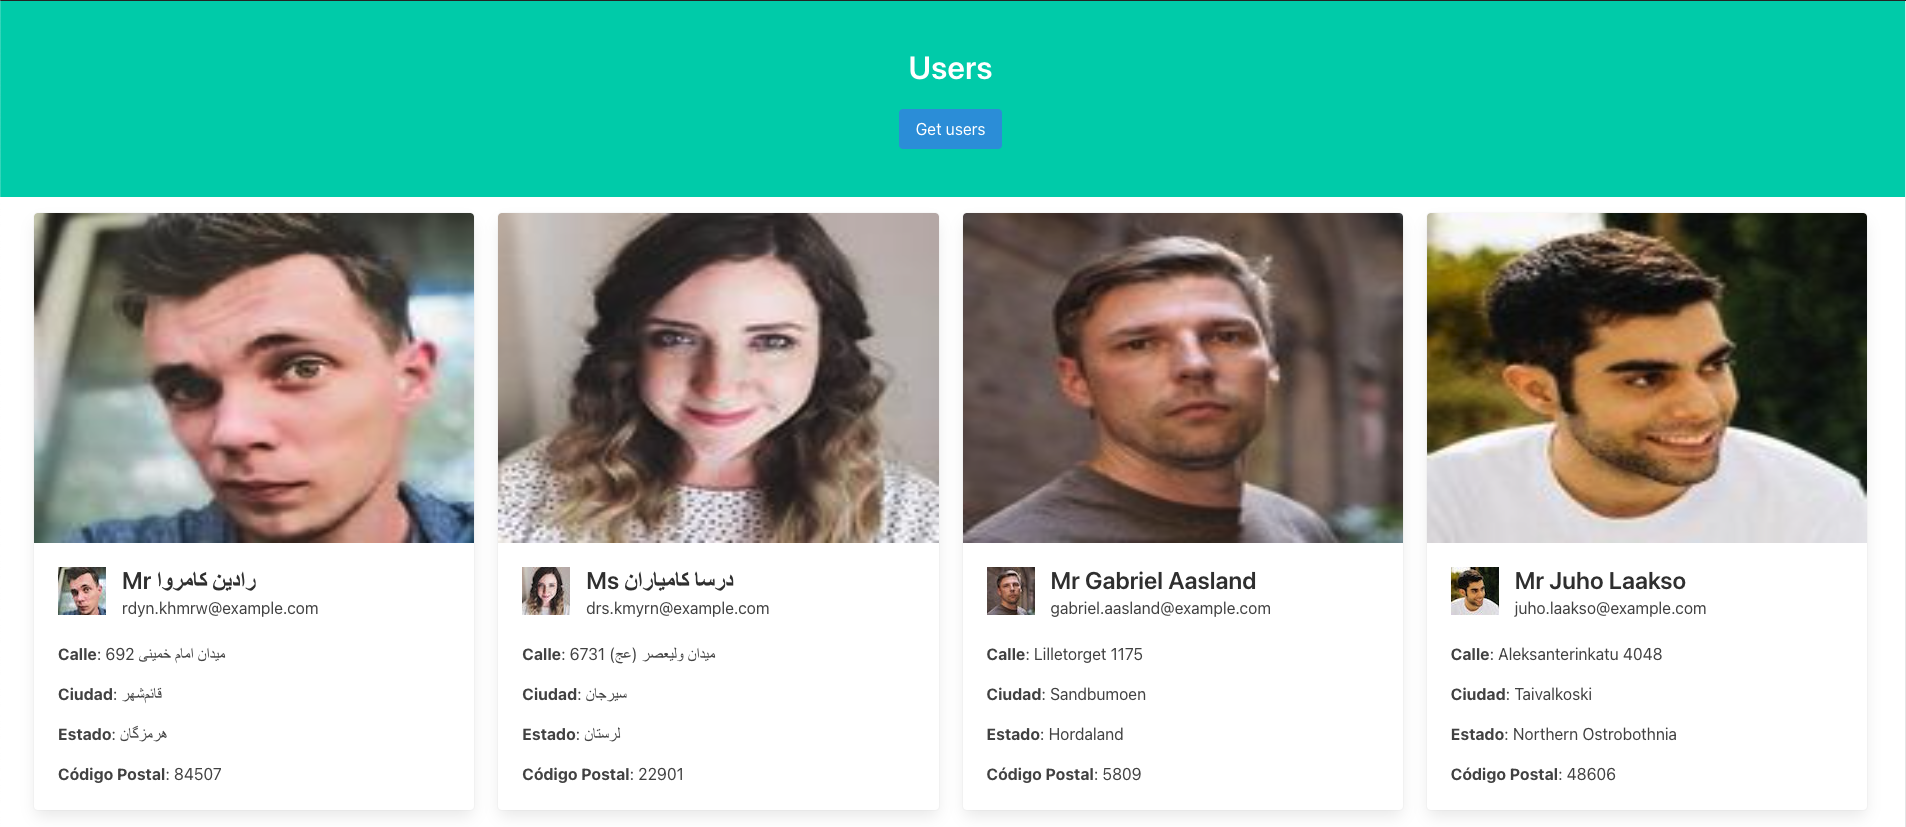 Users
Get users
Mr رادین کامروا
rdyn.khmrw@example.com
Calle: 692 میدان امام خمینی
Ciudad: قائم‌شهر
Estado: هرمزگان
Código Postal: 84507
Ms درسا کامیاران
drs.kmyrn@example.com
Calle: 6731 میدان ولیعصر (عج)
Ciudad: سیرجان
Estado: لرستان
Código Postal: 22901
Mr Gabriel Aasland
gabriel.aasland@example.com
Calle: Lilletorget 1175
Ciudad: Sandbumoen
Estado: Hordaland
Código Postal: 5809
Mr Juho Laakso
juho.laakso@example.com
Calle: Aleksanterinkatu 4048
Ciudad: Taivalkoski
Estado: Northern Ostrobothnia
Código Postal: 48606